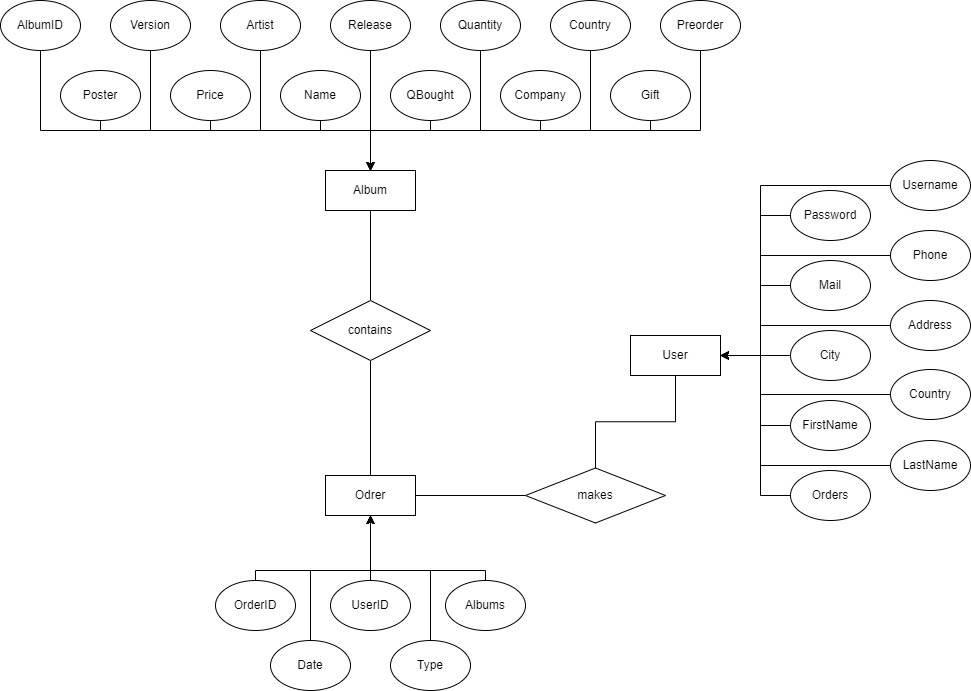 AlbumID
Version
Artist
Release
Quantity
Country
Preorder
Poster
Price
Name
QBought
Company
Gift
Album
Username
Password
Phone
Mail
Address
contains
User
City
Country
FirstName
LastName
Odrer
makes
Orders
OrderID
UserID
Albums
Date
Type